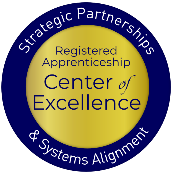 Strategic Partnerships
Registered
Apprenticeship
Center of
Excellence
& Systems Alignment